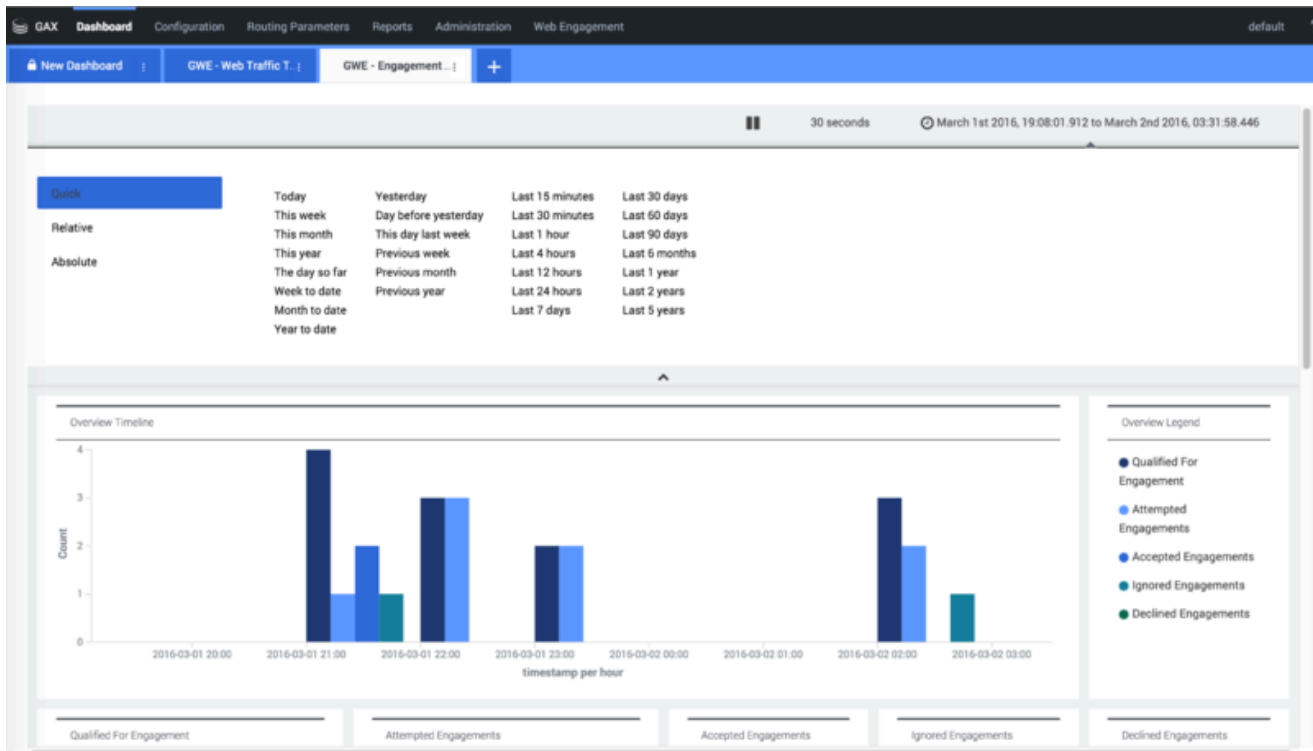 GAX Dashboard Configuration Routing Parameters Reports Administration Web Engagement default
New Dashboard GWE - Web Traffic T.. GWE - Engagement ... +
30 seconds March 1st 2016, 19:08:01.912 to March 2nd 2016, 03:31:58.446
Quick
Relative
Absolute
Today Yesterday Last 15 minutes Last 30 days
This week Day before yesterday Last 30 minutes Last 60 days
This month This day last week Last 1 hour Last 90 days
This year Previous week Last 4 hours Last 6 months
The day so far Previous month Last 12 hours Last 1 year
Week to date Previous year Last 24 hours Last 2 years
Month to date Last 7 days Last 5 years
Year to date
Overview Timeline
4
3
2
1
0
Count
2016-03-01 20:00 2016-03-01 21:00 2016-03-01 22:00 2016-03-01 23:00 2016-03-02 00:00 2016-03-02 01:00 2016-03-02 02:00 2016-03-02 03:00
timestamp per hour
Overview Legend
Qualified For
Engagement
Attempted
Engagements
Accepted Engagements
Ignored Engagements
Declined Engagements
Qualified For Engagement Attempted Engagements Accepted Engagements Ignored Engagements Declined Engagements